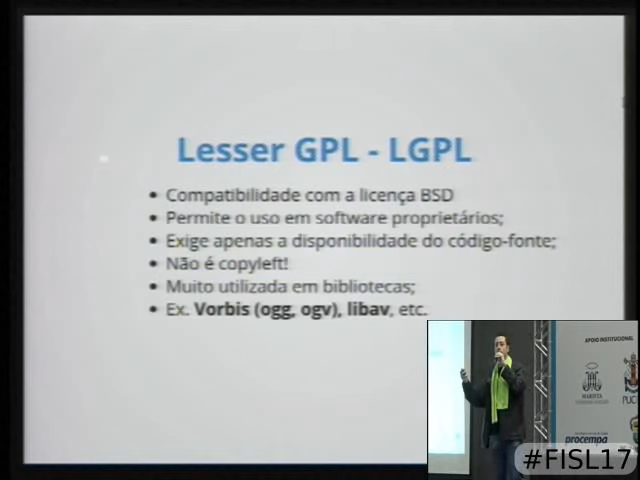 Lesser GPL - LGPL
• Compatibilidade com a licença BSD
• Permite o uso em software proprietários;
• Exige apenas a disponibilidade do código-fonte;
• Não é copyleft!
• Muito utilizada em bibliotecas;
• Ex. Vorbis (ogg, ogv), libav, etc.
APOIO INSTITUCIONAL
MARISTA
PUC
procempa
#FISL17